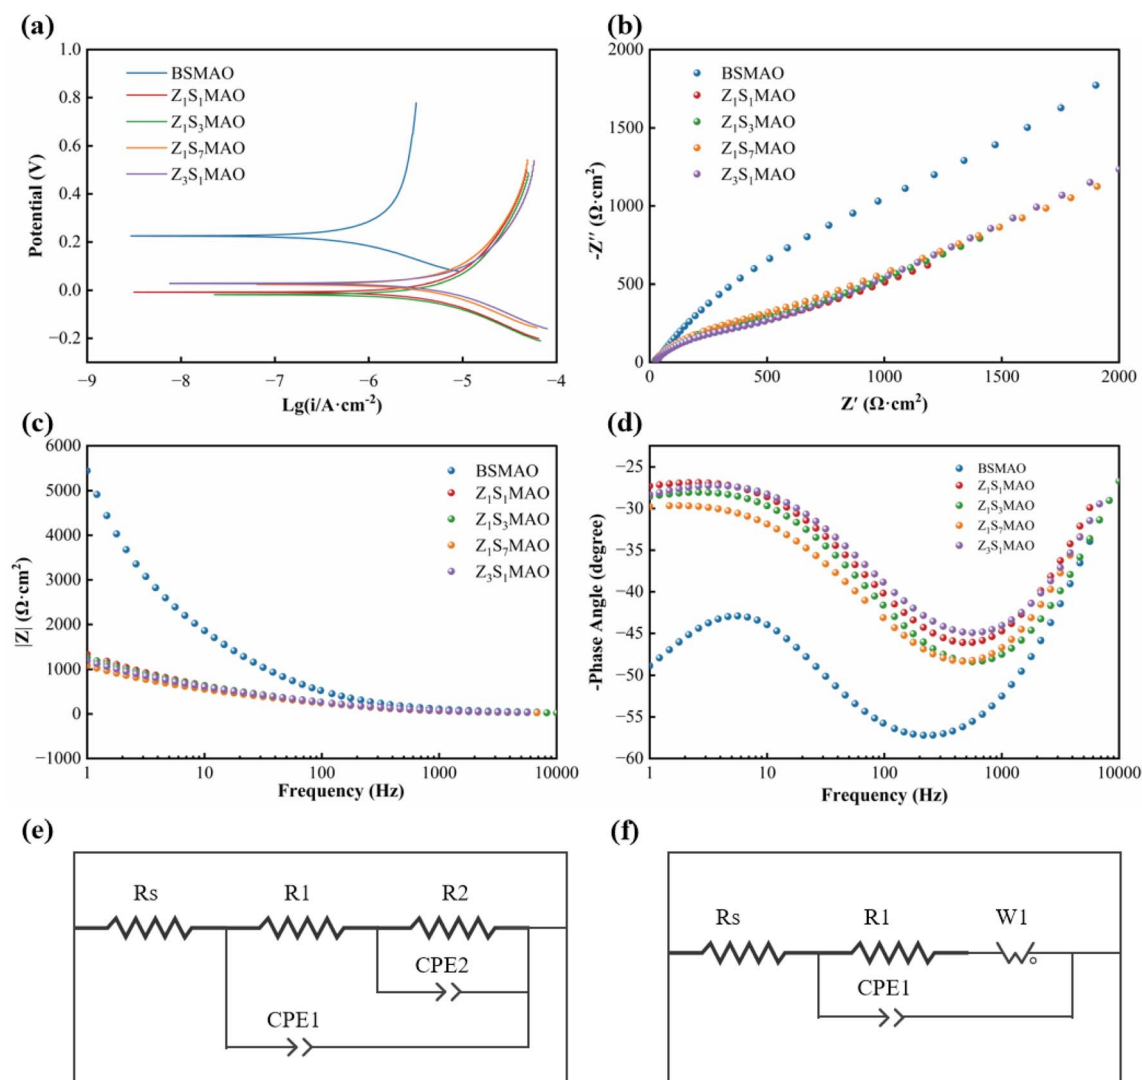 (a)
1.0
0.8
0.6
0.4
0.2
0.0
−0.2
Potential (V)
BSMAO
Z₁S₁MAO
Z₁S₃MAO
Z₁S₇MAO
Z₃S₁MAO
−9 −8 −7 −6 −5 −4
Lg(i/A·cm⁻²)
(b)
2000
1500
1000
500
0
-Z″ (Ω·cm²)
BSMAO
Z₁S₁MAO
Z₁S₃MAO
Z₁S₇MAO
Z₃S₁MAO
0 500 1000 1500 2000
Z′ (Ω·cm²)
(c)
6000
5000
4000
3000
2000
1000
0
−1000
|Z| (Ω·cm²)
BSMAO
Z₁S₁MAO
Z₁S₃MAO
Z₁S₇MAO
Z₃S₁MAO
1 10 100 1000 10000
Frequency (Hz)
(d)
−25
−30
−35
−40
−45
−50
−55
−60
-Phase Angle (degree)
BSMAO
Z₁S₁MAO
Z₁S₃MAO
Z₁S₇MAO
Z₃S₁MAO
1 10 100 1000 10000
Frequency (Hz)
(e)
Rs R1 R2
CPE2
CPE1
(f)
Rs R1 W1
CPE1